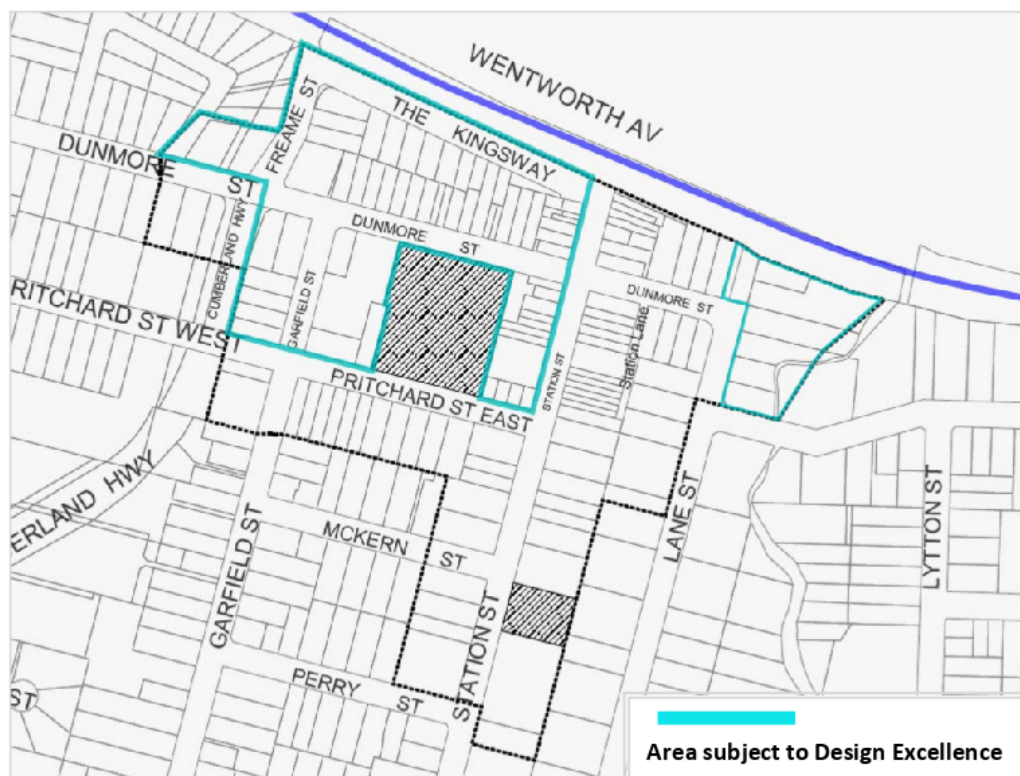 WENTWORTH AV
THE KINGSWAY
FREAME ST
DUNMORE ST
CUMBERLAND HWY
DUNMORE ST
GARFIELD ST
DUNMORE ST
Station Lane
RITCHARD ST WEST
PRITCHARD ST EAST
STATION ST
ERLAND HWY
MCKERN ST
GARFIELD ST
LANE ST
LYTTON ST
STATION ST
PERRY ST
ST
Area subject to Design Excellence